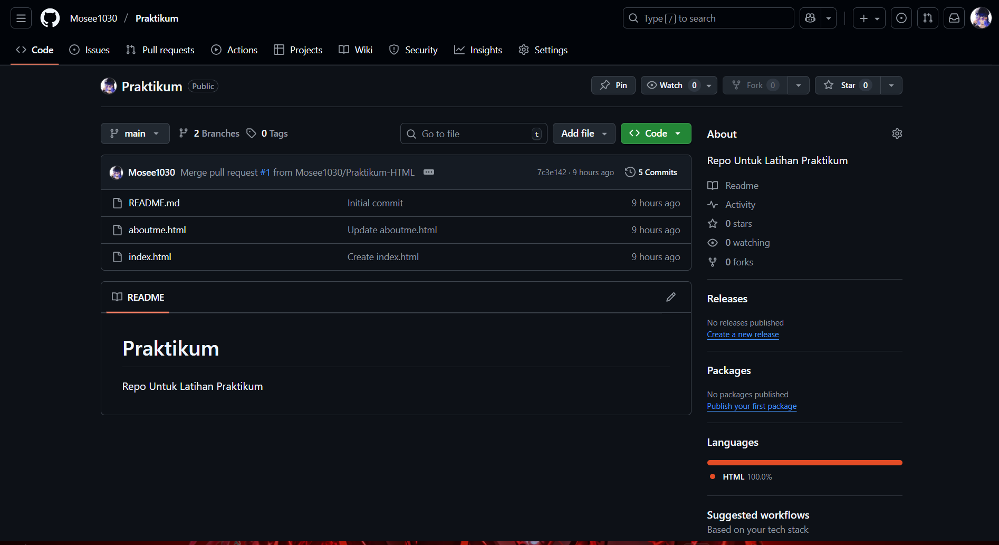 Mosee1030 / Praktikum
Type / to search
Code Issues Pull requests Actions Projects Wiki Security Insights Settings
Praktikum Public
Pin Watch 0 Fork 0 Star 0
main 2 Branches 0 Tags
Go to file t Add file Code
Mosee1030 Merge pull request #1 from Mosee1030/Praktikum-HTML 7c3e142 · 9 hours ago 5 Commits
README.md Initial commit 9 hours ago
aboutme.html Update aboutme.html 9 hours ago
index.html Create index.html 9 hours ago
README
Praktikum
Repo Untuk Latihan Praktikum
About
Repo Untuk Latihan Praktikum
Readme
Activity
0 stars
0 watching
0 forks
Releases
No releases published
Create a new release
Packages
No packages published
Publish your first package
Languages
HTML 100.0%
Suggested workflows
Based on your tech stack